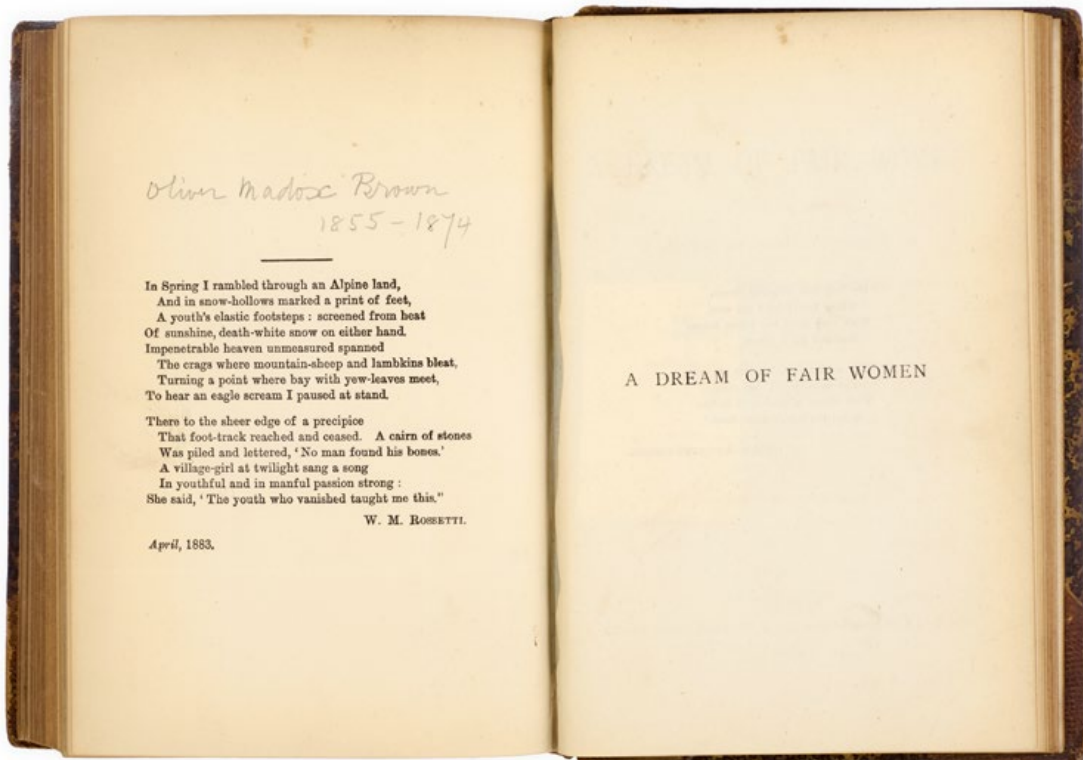 Oliver Madox Brown
1855 – 1874
In Spring I rambled through an Alpine land,
And in snow-hollows marked a print of feet,
A youth's elastic footsteps : screened from heat
Of sunshine, death-white snow on either hand.
Impenetrable heaven unmeasured spanned
The crags where mountain-sheep and lambkins bleat,
Turning a point where bay with yew-leaves meet,
To hear an eagle scream I paused at stand.
There to the sheer edge of a precipice
That foot-track reached and ceased. A cairn of stones
Was piled and lettered, ‘No man found his bones.’
A village-girl at twilight sang a song
In youthful and in manful passion strong :
She said, ‘The youth who vanished taught me this.”
W. M. ROSSETTI.
April, 1883.
A DREAM OF FAIR WOMEN